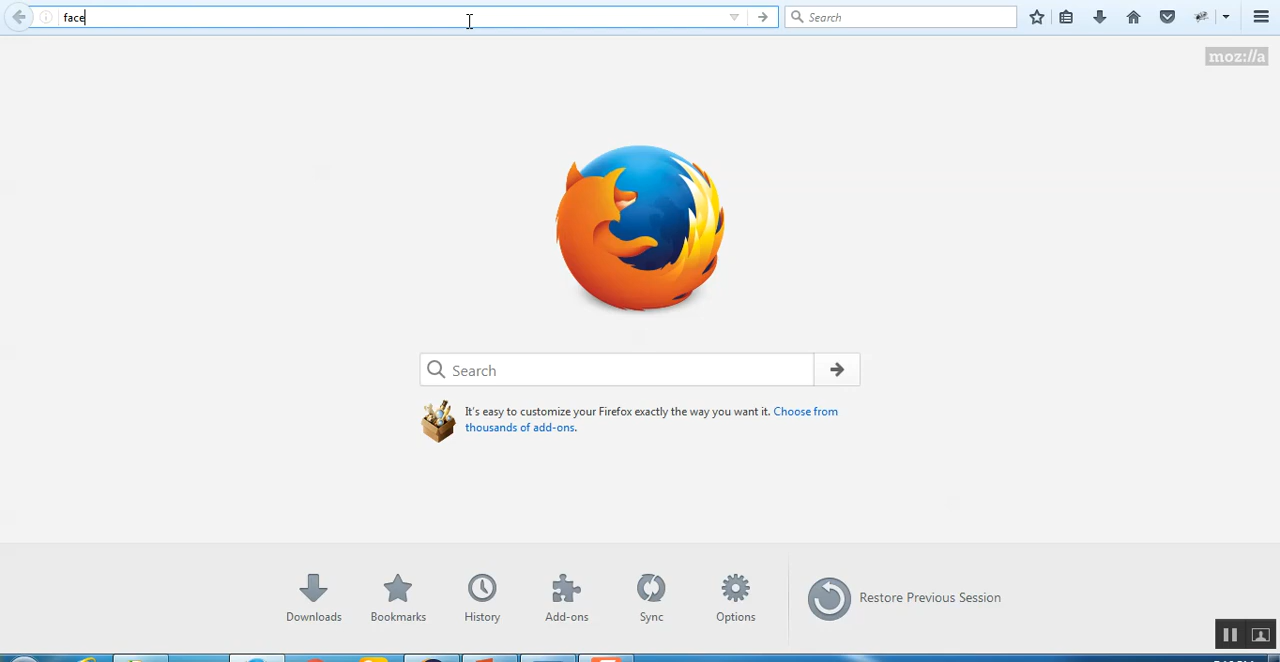 face
Search
moz://a
Search
It's easy to customize your Firefox exactly the way you want it. Choose from
thousands of add-ons.
Downloads
Bookmarks
History
Add-ons
Sync
Options
Restore Previous Session